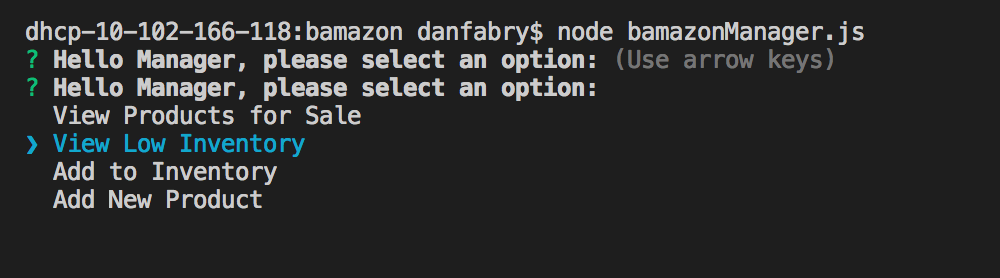 dhcp-10-102-166-118:bamazon danfabry$ node bamazonManager.js
? Hello Manager, please select an option: (Use arrow keys)
? Hello Manager, please select an option:
View Products for Sale
❯ View Low Inventory
Add to Inventory
Add New Product